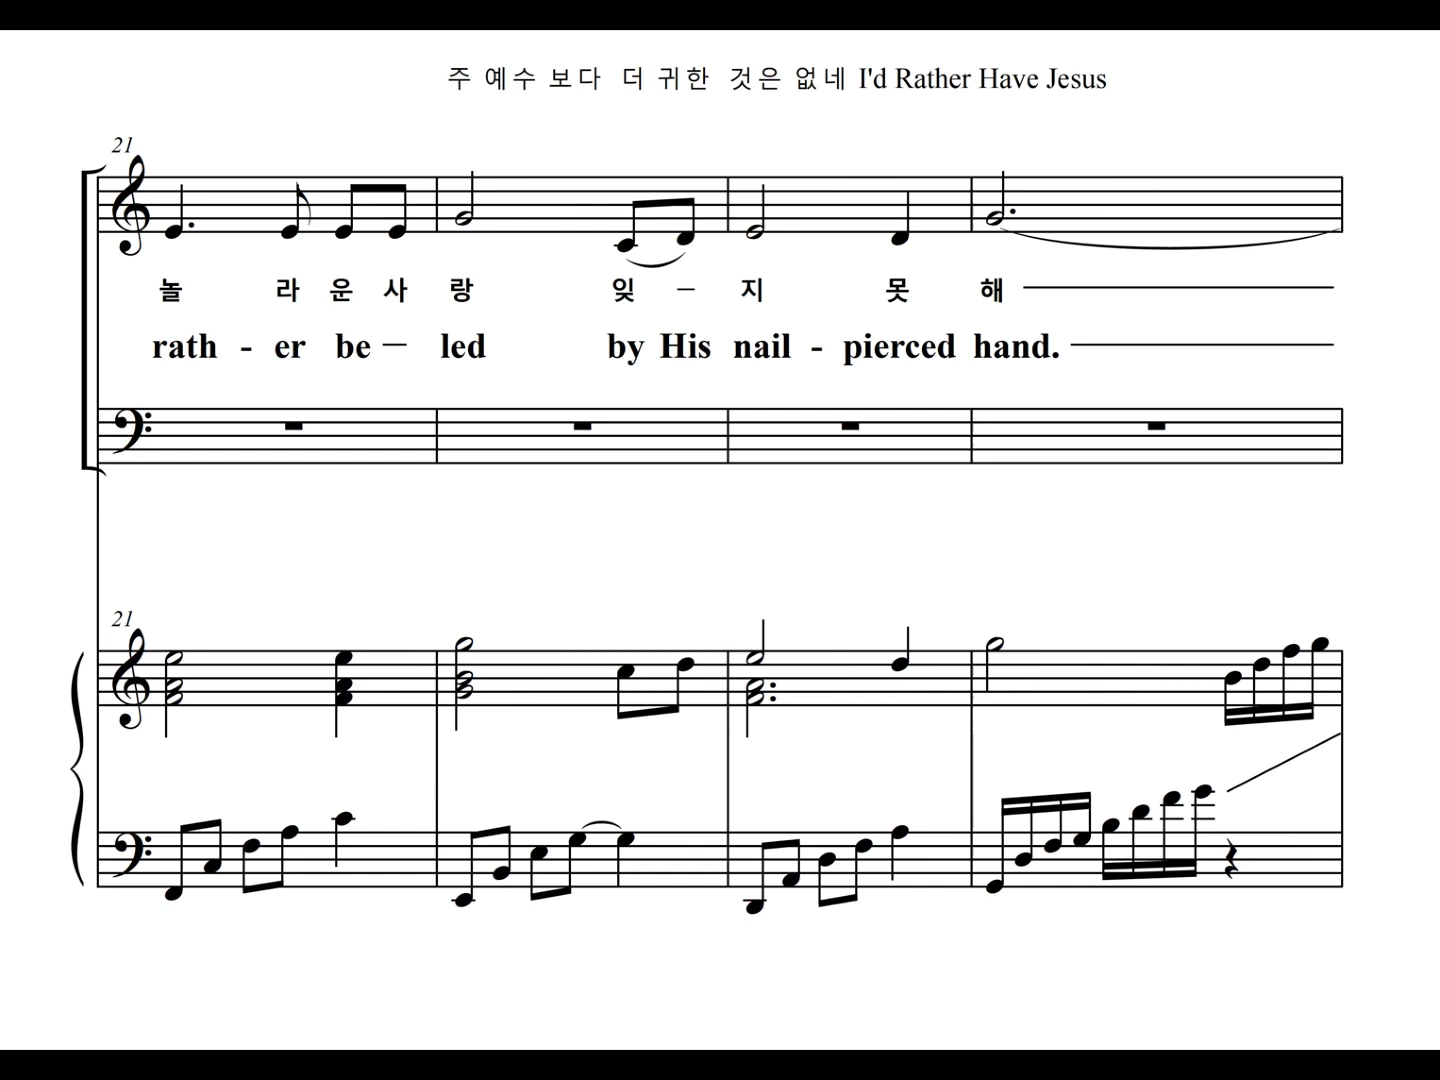 주 예수 보다 더 귀한 것은 없네 I'd Rather Have Jesus
21
놀 라 운 사 랑 잊 – 지 못 해
rath - er be – led by His nail - pierced hand.
21